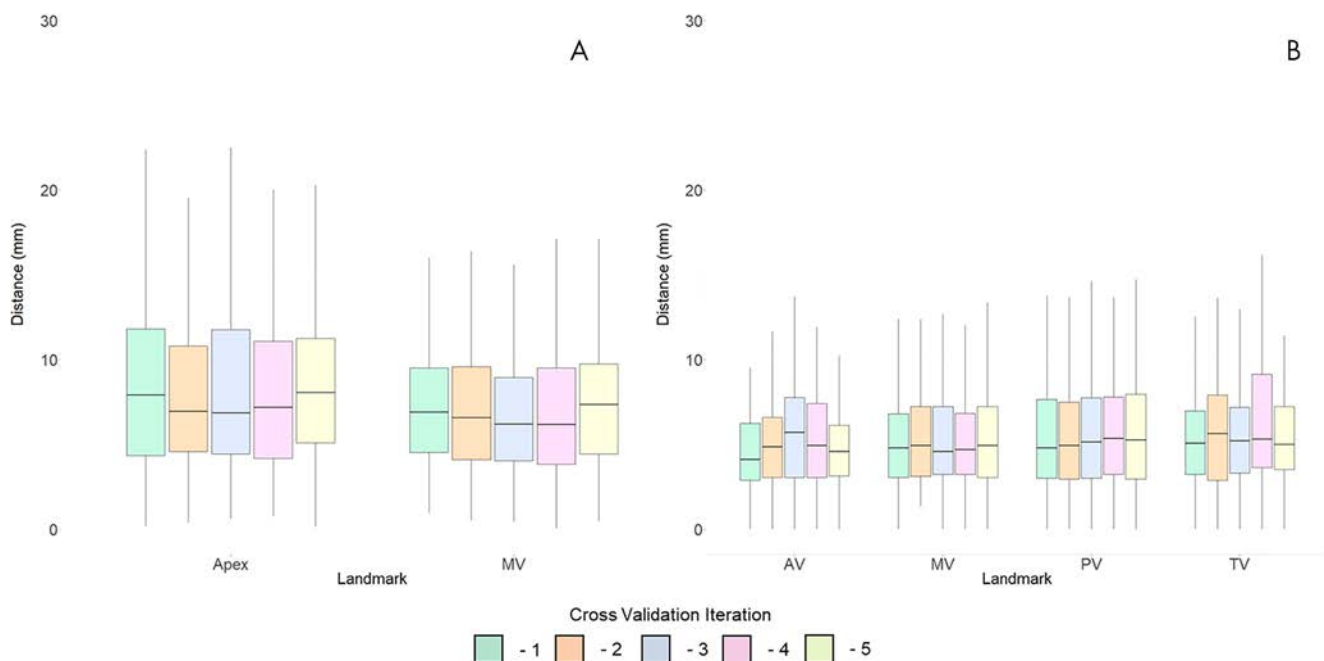 A
30
20
10
0
Distance (mm)
Apex
MV
Landmark
B
30
20
10
0
Distance (mm)
AV
MV
PV
TV
Landmark
Cross Validation Iteration
- 1
- 2
- 3
- 4
- 5